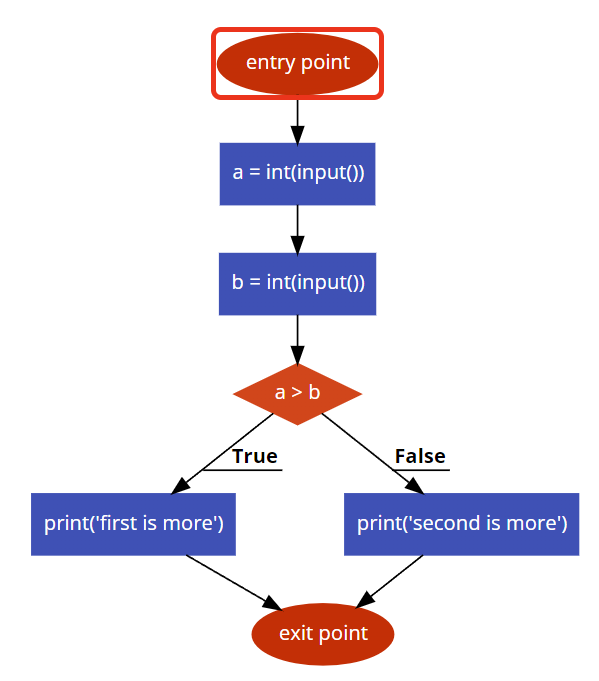 entry point
a = int(input())
b = int(input())
a > b
True
False
print('first is more')
print('second is more')
exit point